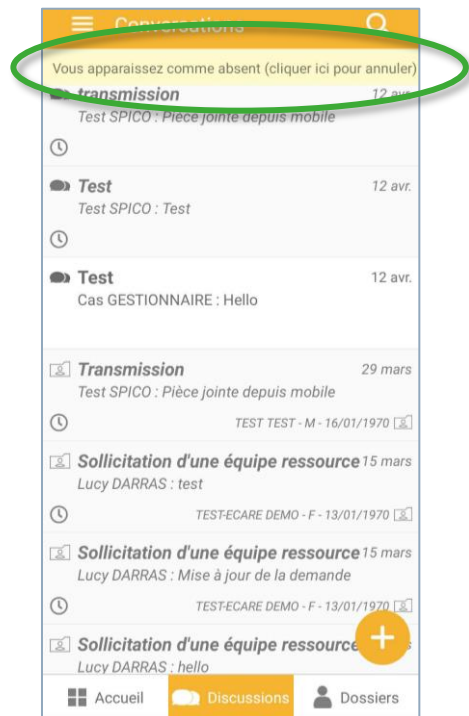 Conversations
Vous apparaissez comme absent (cliquer ici pour annuler)
transmission 12 avr.
Test SPICO : Pièce jointe depuis mobile
Test 12 avr.
Test SPICO : Test
Test 12 avr.
Cas GESTIONNAIRE : Hello
Transmission 29 mars
Test SPICO : Pièce jointe depuis mobile
TEST TEST - M - 16/01/1970
Sollicitation d'une équipe ressource 15 mars
Lucy DARRAS : test
TEST-ECARE DEMO - F - 13/01/1970
Sollicitation d'une équipe ressource 15 mars
Lucy DARRAS : Mise à jour de la demande
TEST-ECARE DEMO - F - 13/01/1970
Sollicitation d'une équipe ressource
Lucy DARRAS : hello
Accueil Discussions Dossiers